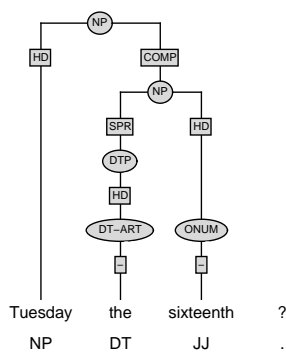 NP
HD COMP
NP
SPR HD
DTP
HD
DT–ART ONUM
– –
Tuesday the sixteenth ?
NP DT JJ .